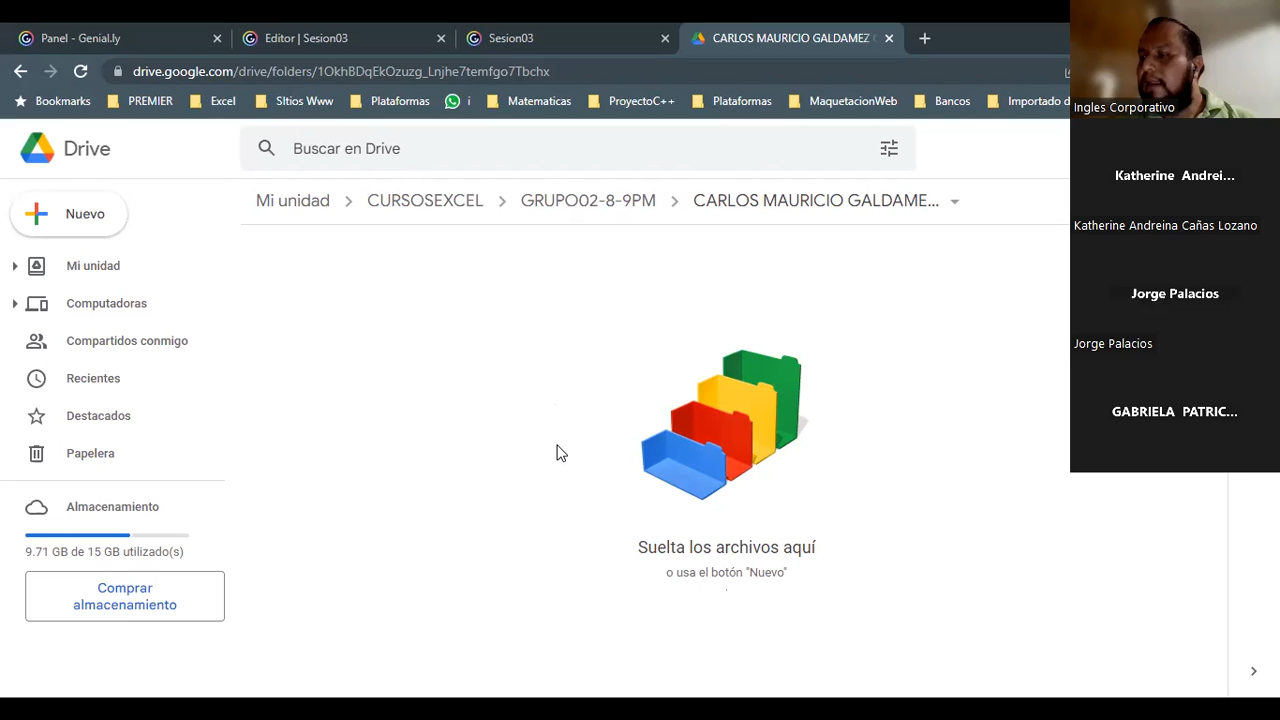 Panel - Genial.ly
Editor | Sesion03
Sesion03
CARLOS MAURICIO GALDAMEZ
drive.google.com/drive/folders/1OkhBDqEkOzuzg_Lnjhe7temfgo7Tbchx
Bookmarks PREMIER Excel SItios Www Plataformas i Matematicas ProyectoC++ Plataformas MaquetacionWeb Bancos Importado d
Drive
Buscar en Drive
Mi unidad > CURSOSEXCEL > GRUPO02-8-9PM > CARLOS MAURICIO GALDAME...
Nuevo
Mi unidad
Computadoras
Compartidos conmigo
Recientes
Destacados
Papelera
Almacenamiento
9.71 GB de 15 GB utilizado(s)
Comprar
almacenamiento
Suelta los archivos aquí
o usa el botón "Nuevo"
Ingles Corporativo
Katherine Andrei...
Katherine Andreina Cañas Lozano
Jorge Palacios
Jorge Palacios
GABRIELA PATRIC...